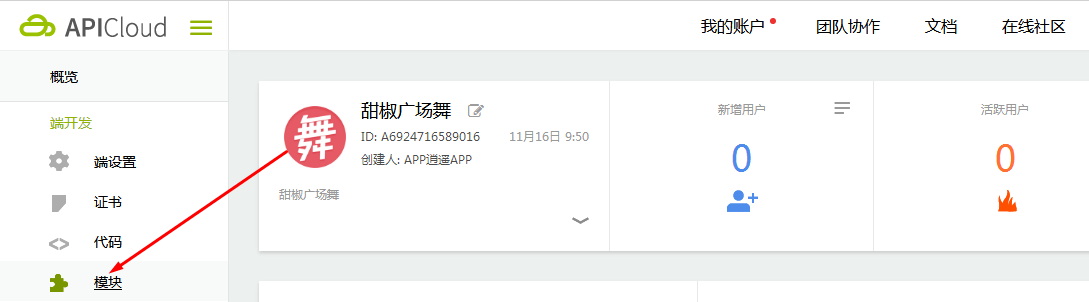 APICloud
我的账户
团队协作
文档
在线社区
概览
端开发
端设置
证书
代码
模块
舞
甜椒广场舞
ID: A6924716589016
11月16日 9:50
创建人: APP逍遥APP
甜椒广场舞
新增用户
0
活跃用户
0